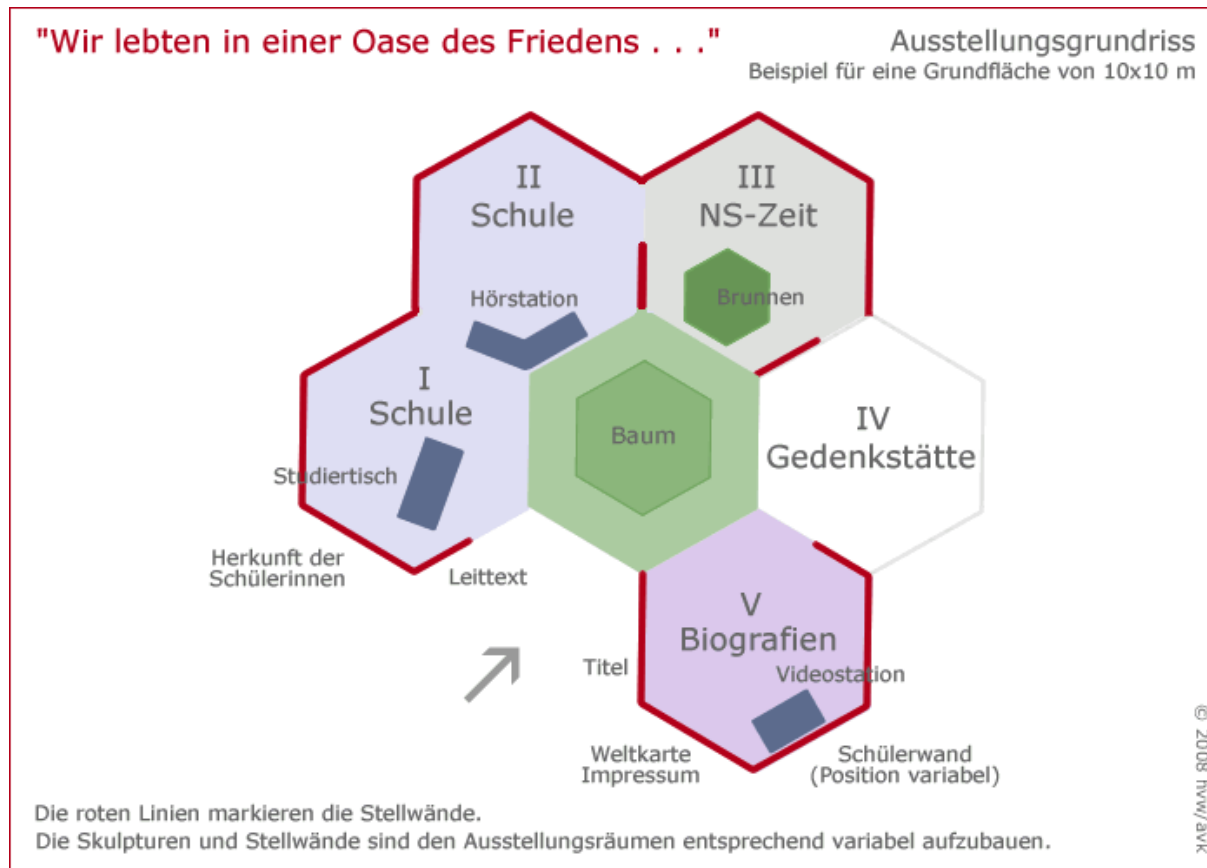 "Wir lebten in einer Oase des Friedens . . ."
Ausstellungsgrundriss
Beispiel für eine Grundfläche von 10x10 m
II
Schule
III
NS-Zeit
Hörstation
Brunnen
I
Schule
Baum
IV
Gedenkstätte
Studiertisch
Herkunft der
Schülerinnen
Leittext
V
Biografien
Titel
Videostation
Weltkarte
Impressum
Schülerwand
(Position variabel)
Die roten Linien markieren die Stellwände.
Die Skulpturen und Stellwände sind den Ausstellungsräumen entsprechend variabel aufzubauen.
© 2008 hvw/avk